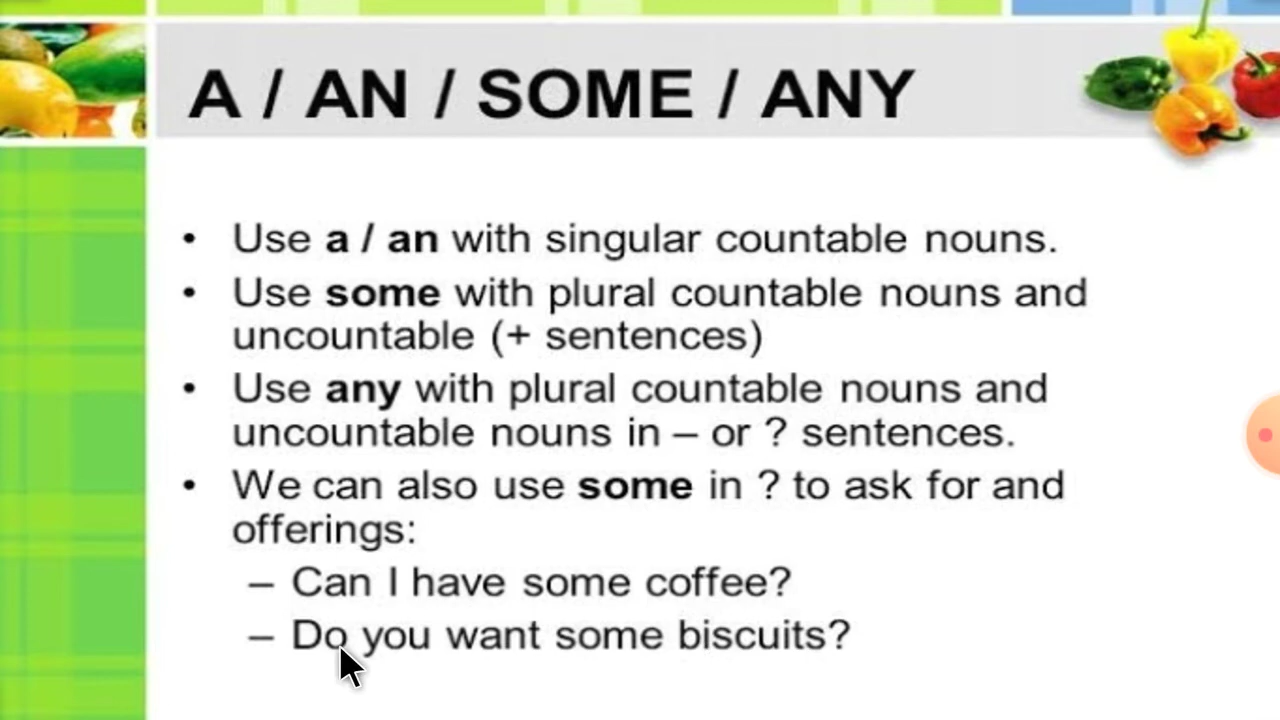 A / AN / SOME / ANY
• Use a / an with singular countable nouns.
• Use some with plural countable nouns and
uncountable (+ sentences)
• Use any with plural countable nouns and
uncountable nouns in – or ? sentences.
• We can also use some in ? to ask for and
offerings:
– Can I have some coffee?
– Do you want some biscuits?